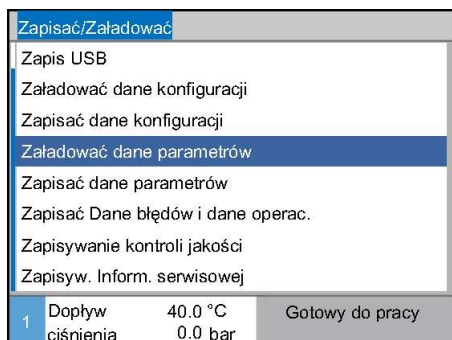 Zapisać/Załadować
Zapis USB
Załadować dane konfiguracji
Zapisać dane konfiguracji
Załadować dane parametrów
Zapisać dane parametrów
Zapisać Dane błędów i dane operac.
Zapisywanie kontroli jakości
Zapisyw. Inform. serwisowej
1 Dopływ 40.0 °C Gotowy do pracy
ciśnienia 0.0 bar